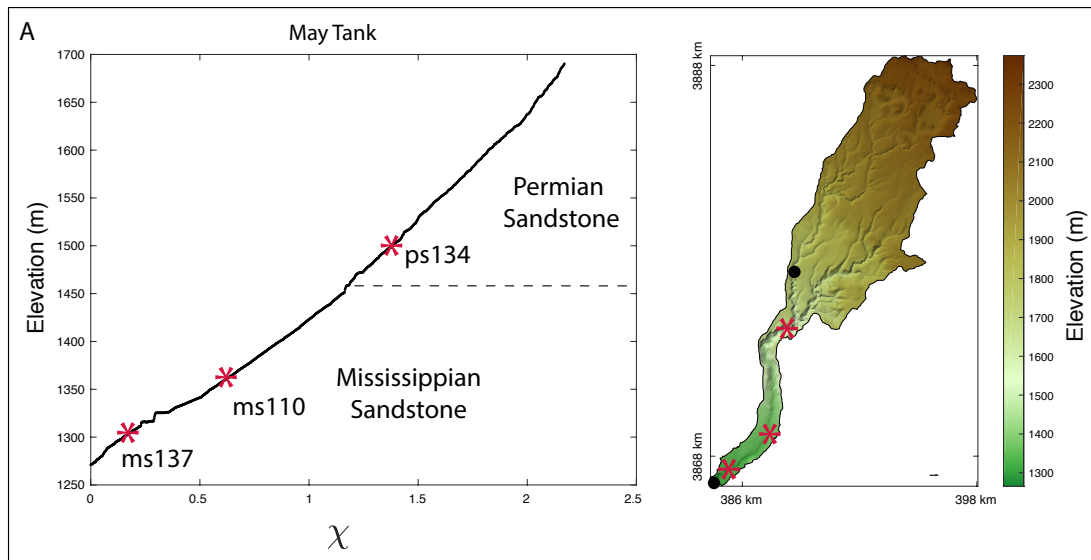 A
May Tank
1700
1650
1600
1550
1500
1450
1400
1350
1300
1250
Elevation (m)
0
0.5
1
1.5
2
2.5
χ
Permian
Sandstone
ps134
Mississippian
Sandstone
ms110
ms137
3888 km
3868 km
386 km
398 km
2300
2200
2100
2000
1900
1800
1700
1600
1500
1400
1300
Elevation (m)